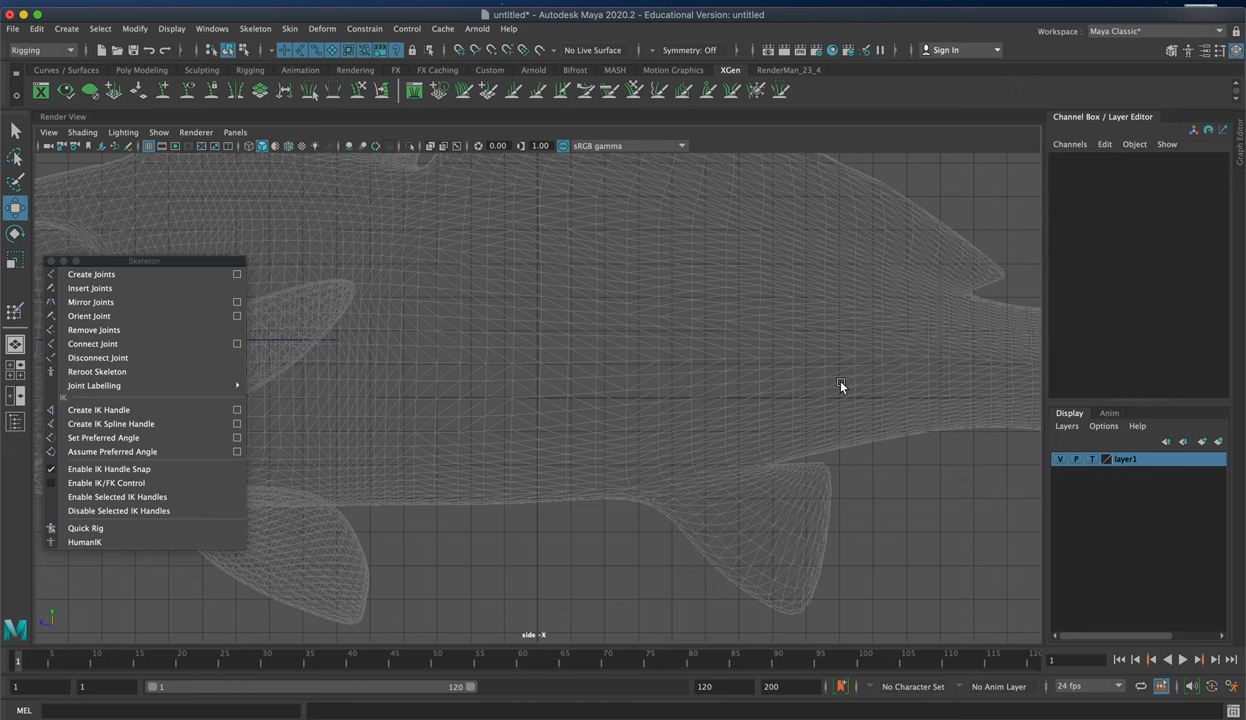 untitled* - Autodesk Maya 2020.2 - Educational Version: untitled
File Edit Create Select Modify Display Windows Skeleton Skin Deform Constrain Control Cache Arnold Help
Workspace : Maya Classic*
Rigging
No Live Surface
Symmetry: Off
Sign In
Curves / Surfaces Poly Modeling Sculpting Rigging Animation Rendering FX FX Caching Custom Arnold Bifrost MASH Motion Graphics XGen RenderMan_23_4
Render View
View Shading Lighting Show Renderer Panels
0.00 1.00 sRGB gamma
Channel Box / Layer Editor
Channels Edit Object Show
Graph Editor
Skeleton
Create Joints
Insert Joints
Mirror Joints
Orient Joint
Remove Joints
Connect Joint
Disconnect Joint
Reroot Skeleton
Joint Labelling
IK
Create IK Handle
Create IK Spline Handle
Set Preferred Angle
Assume Preferred Angle
Enable IK Handle Snap
Enable IK/FK Control
Enable Selected IK Handles
Disable Selected IK Handles
Quick Rig
HumanIK
Display Anim
Layers Options Help
V P T layer1
y
side -X
1 5 10 15 20 25 30 35 40 45 50 55 60 65 70 75 80 85 90 95 100 105 110 115 12
1
1 1 1 120 120 200 No Character Set No Anim Layer 24 fps
MEL